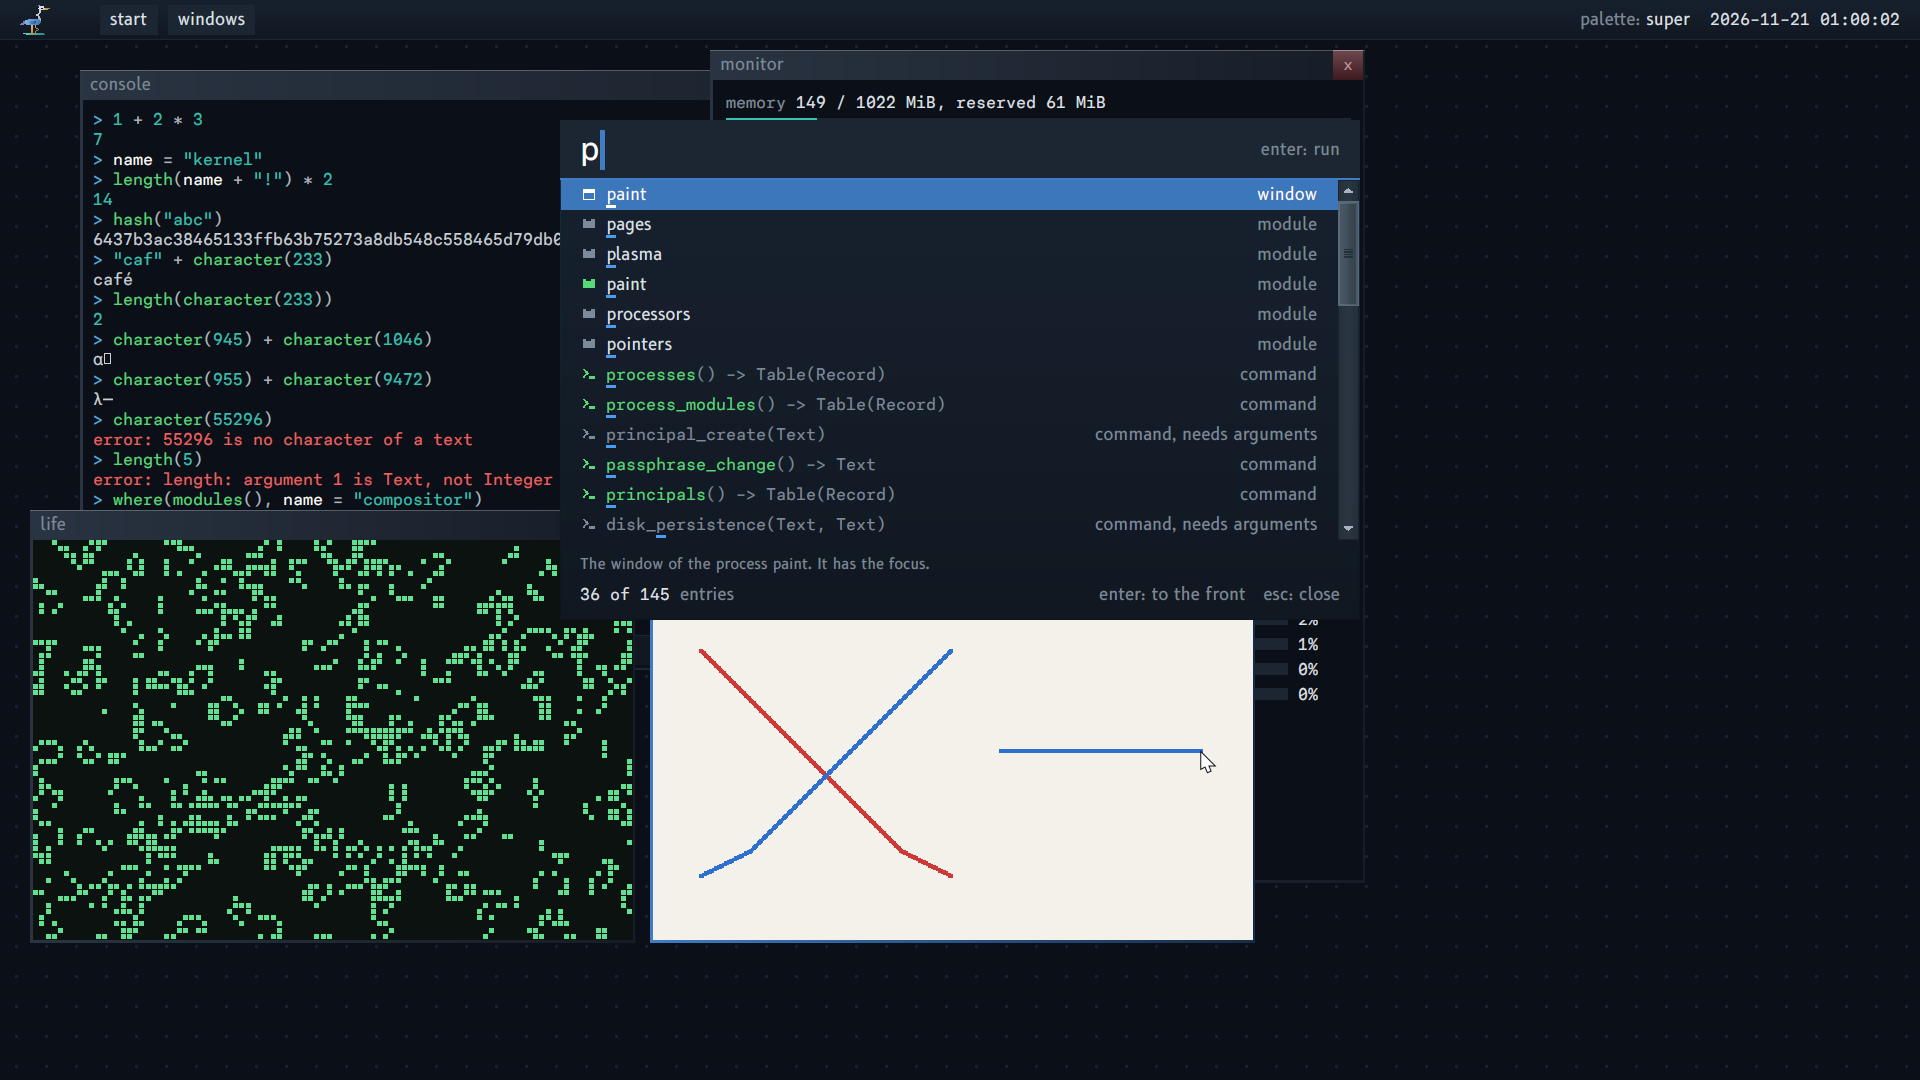 start windows palette: super 2026-11-21 01:00:02
console
> 1 + 2 * 3
7
> name = "kernel"
> length(name + "!") * 2
14
> hash("abc")
6437b3ac38465133ffb63b75273a8db548c558465d79db0
> "caf" + character(233)
café
> length(character(233))
2
> character(945) + character(1046)
α
> character(955) + character(9472)
λ─
> character(55296)
error: 55296 is no character of a text
> length(5)
error: length: argument 1 is Text, not Integer
> where(modules(), name = "compositor")
monitor x
memory 149 / 1022 MiB, reserved 61 MiB
p enter: run
paint window
pages module
plasma module
paint module
processors module
pointers module
processes() -> Table(Record) command
process_modules() -> Table(Record) command
principal_create(Text) command, needs arguments
passphrase_change() -> Text command
principals() -> Table(Record) command
disk_persistence(Text, Text) command, needs arguments
The window of the process paint. It has the focus.
36 of 145 entries enter: to the front esc: close
life
2%
1%
0%
0%